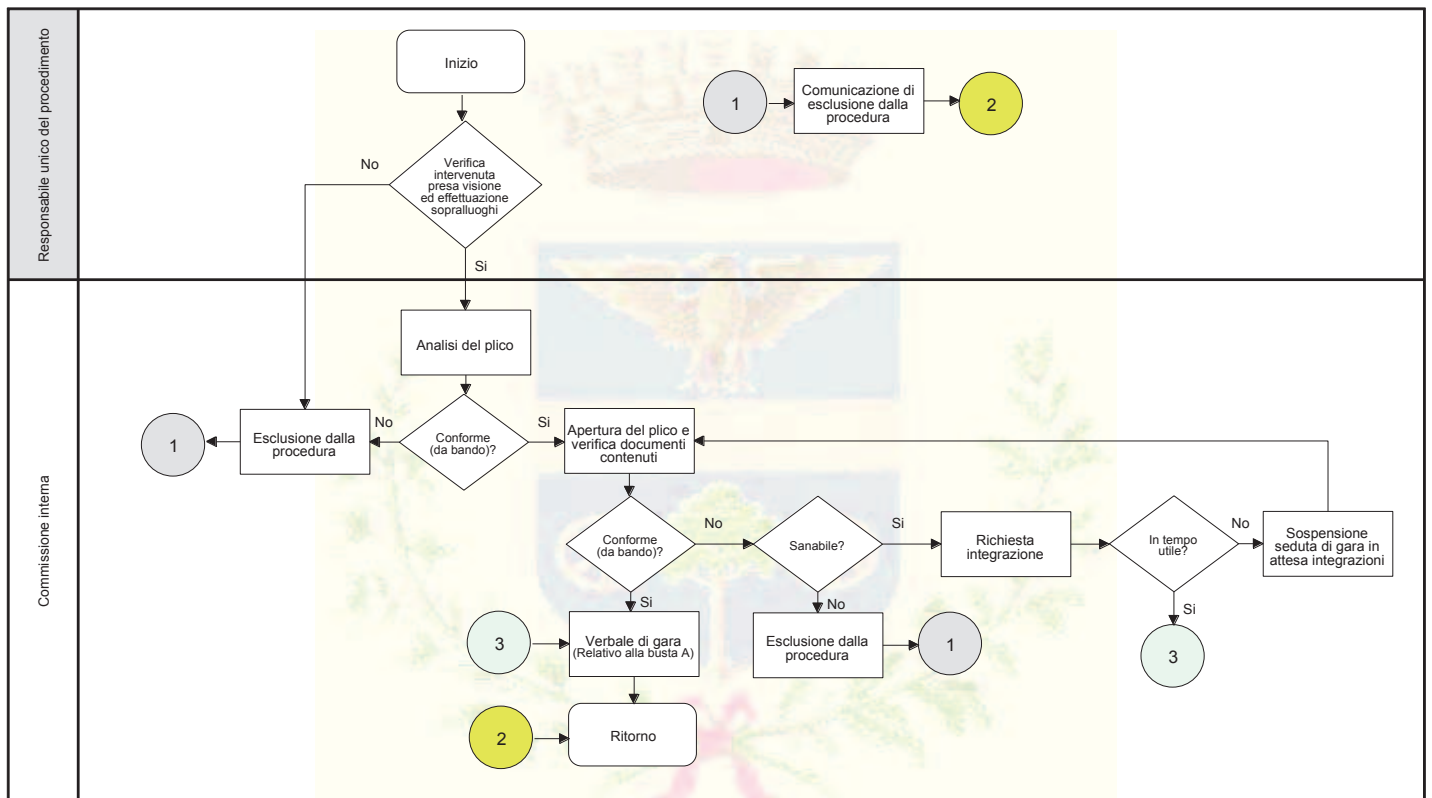 Responsabile unico del procedimento
Inizio
1
Comunicazione di
esclusione dalla
procedura
2
No
Verifica
intervenuta
presa visione
ed effettuazione
sopralluoghi
Si
Commissione interna
Analisi del plico
1
Esclusione dalla
procedura
No
Conforme
(da bando)?
Si
Apertura del plico e
verifica documenti
contenuti
Conforme
(da bando)?
No
Sanabile?
Si
Richiesta
integrazione
In tempo
utile?
No
Sospensione
seduta di gara in
attesa integrazioni
Si
No
Si
3
Verbale di gara
(Relativo alla busta A)
Esclusione dalla
procedura
1
3
2
Ritorno